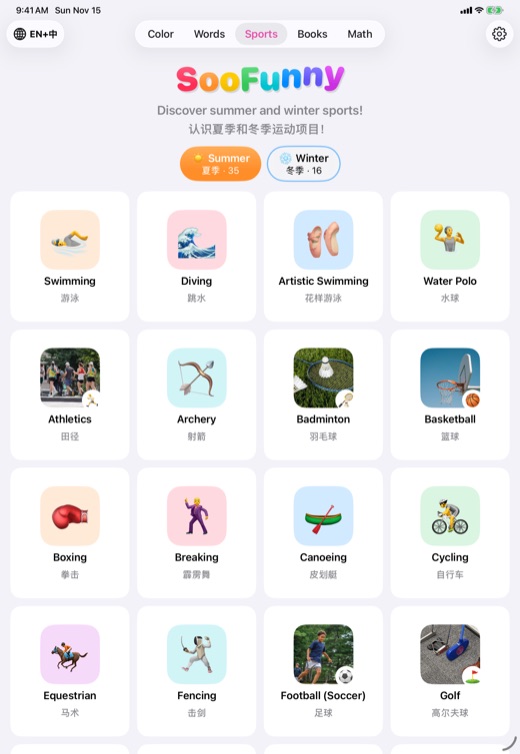 9:41 AM Sun Nov 15
EN+中
Color Words Sports Books Math
SooFunny
Discover summer and winter sports!
认识夏季和冬季运动项目!
Summer
夏季 · 35
Winter
冬季 · 16
Swimming
游泳
Diving
跳水
Artistic Swimming
花样游泳
Water Polo
水球
Athletics
田径
Archery
射箭
Badminton
羽毛球
Basketball
篮球
Boxing
拳击
Breaking
霹雳舞
Canoeing
皮划艇
Cycling
自行车
Equestrian
马术
Fencing
击剑
Football (Soccer)
足球
Golf
高尔夫球